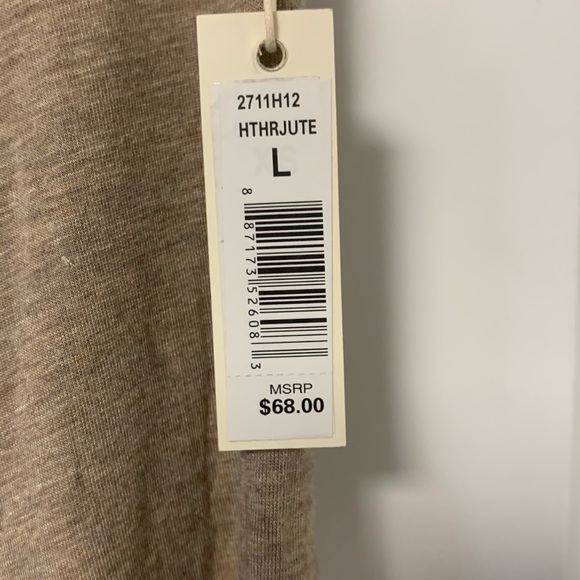 2711H12
HTHRJUTE
L
8 87173 52608 3
MSRP
$68.00